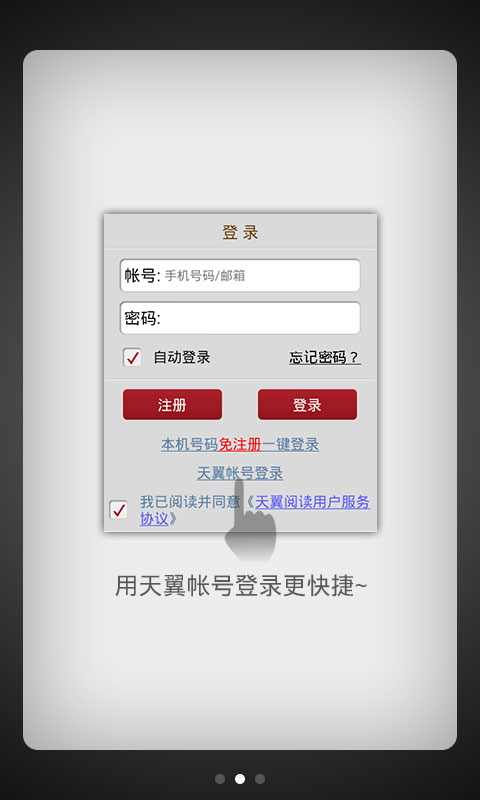 登 录
帐号: 手机号码/邮箱
密码:
自动登录 忘记密码？
注册 登录
本机号码免注册一键登录
天翼帐号登录
我已阅读并同意《天翼阅读用户服务
协议》
用天翼帐号登录更快捷~